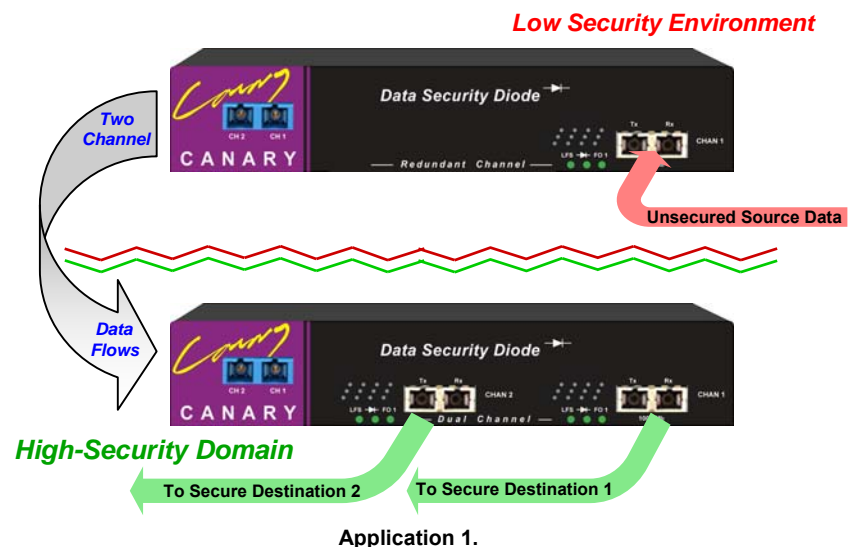 Low Security Environment
Canary
Data Security Diode
Two
Channel
CH 2 CH 1
CANARY
Redundant Channel
LFS FO 1
Tx Rx
CHAN 1
Unsecured Source Data
Canary
Data Security Diode
Data
Flows
CH 2 CH 1
CANARY
Tx Rx
CHAN 2
LFS FO 1
Dual Channel
Tx Rx
CHAN 1
LFS FO 1
High-Security Domain
To Secure Destination 2
To Secure Destination 1
Application 1.